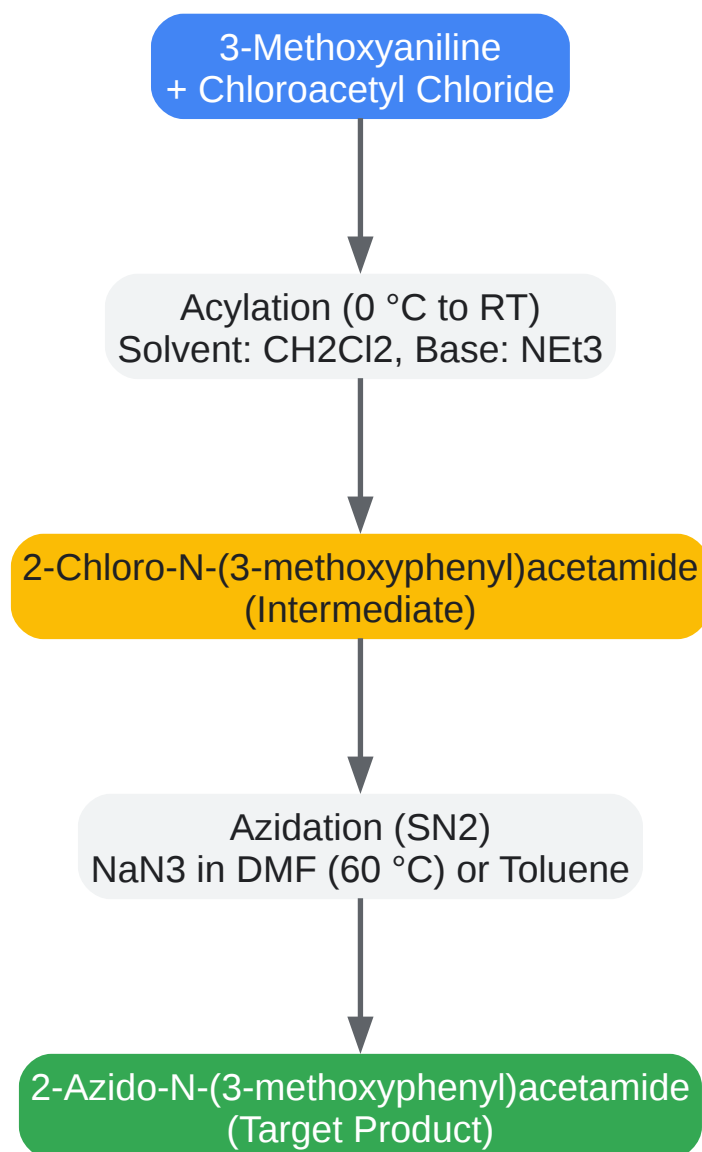 3-Methoxyaniline
+ Chloroacetyl Chloride
Acylation (0 °C to RT)
Solvent: CH2Cl2, Base: NEt3
2-Chloro-N-(3-methoxyphenyl)acetamide
(Intermediate)
Azidation (SN2)
NaN3 in DMF (60 °C) or Toluene
2-Azido-N-(3-methoxyphenyl)acetamide
(Target Product)